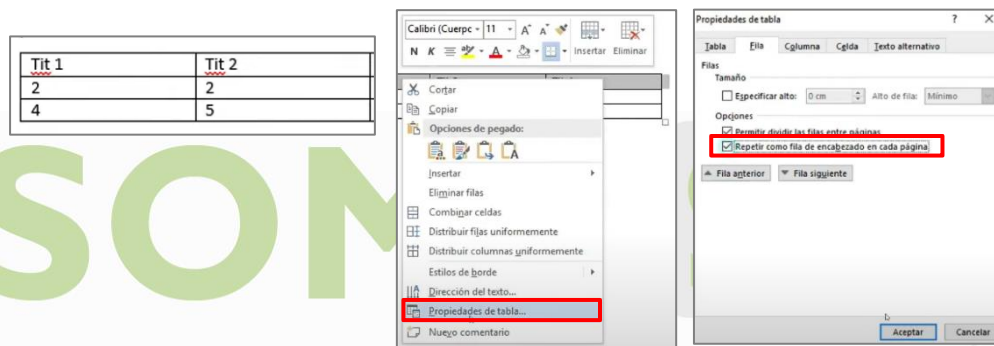 Tit 1 Tit 2
2 2
4 5
Calibri (Cuerpc 11 A A
N K A Insertar Eliminar
Cortar
Copiar
Opciones de pegado:
Insertar
Eliminar filas
Combinar celdas
Distribuir filas uniformemente
Distribuir columnas uniformemente
Estilos de borde
Dirección del texto...
Propiedades de tabla...
Nuevo comentario
Propiedades de tabla ? ×
Tabla Fila Columna Celda Texto alternativo
Filas
Tamaño
Especificar alto: 0 cm Alto de fila: Mínimo
Opciones
Permitir dividir las filas entre páginas
Repetir como fila de encabezado en cada página
Fila anterior Fila siguiente
Aceptar Cancelar
SOM